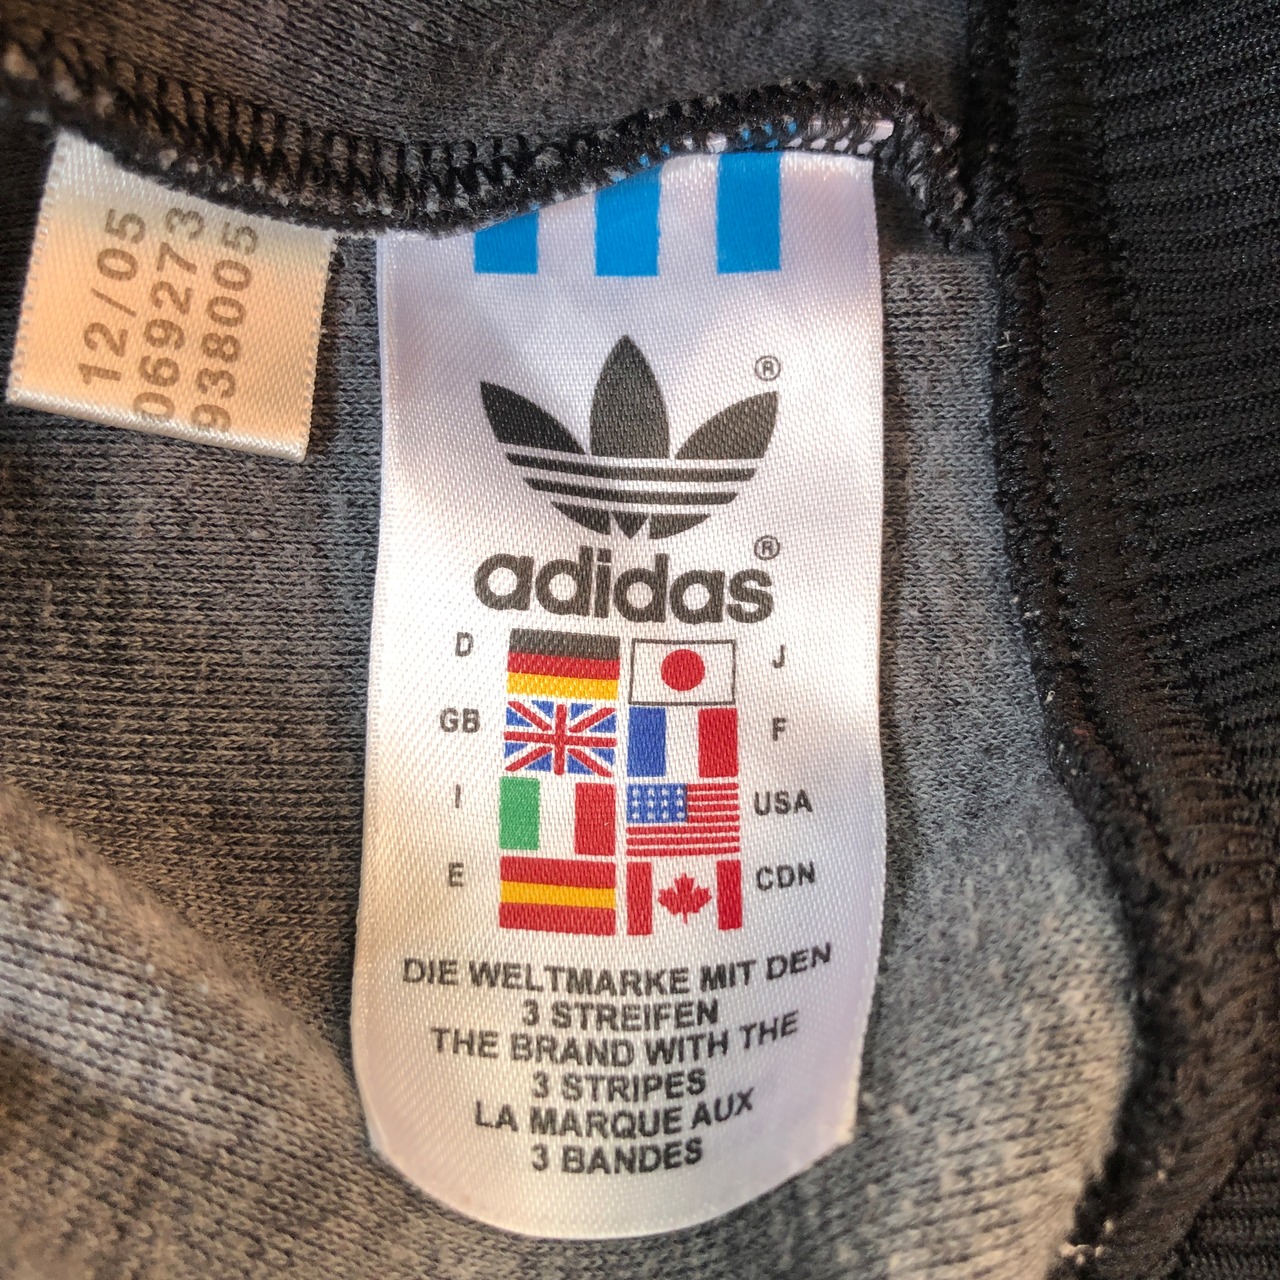 12/05
069273
938005
®
adidas®
D J
GB F
I USA
E CDN
DIE WELTMARKE MIT DEN
3 STREIFEN
THE BRAND WITH THE
3 STRIPES
LA MARQUE AUX
3 BANDES